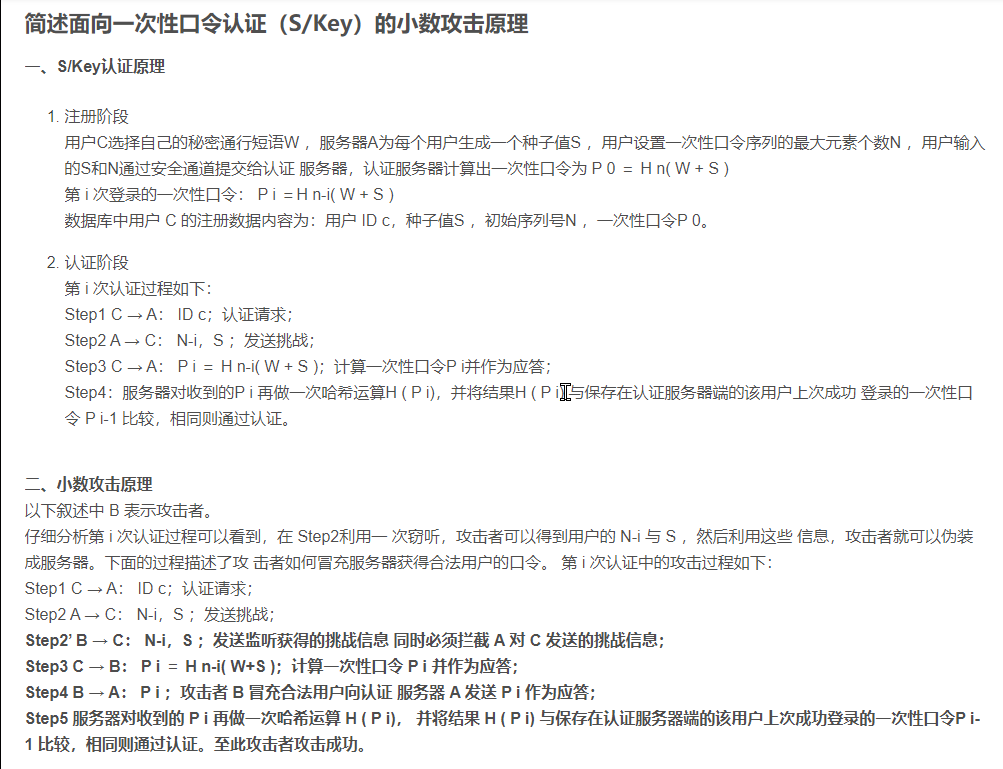 简述面向一次性口令认证（S/Key）的小数攻击原理
一、S/Key认证原理
1. 注册阶段
用户C选择自己的秘密通行短语W ，服务器A为每个用户生成一个种子值S ，用户设置一次性口令序列的最大元素个数N ，用户输入
的S和N通过安全通道提交给认证 服务器，认证服务器计算出一次性口令为 P 0 = H n( W + S )
第 i 次登录的一次性口令： P i = H n-i( W + S )
数据库中用户 C 的注册数据内容为：用户 ID c，种子值S ，初始序列号N ，一次性口令P 0。
2. 认证阶段
第 i 次认证过程如下：
Step1 C → A： ID c；认证请求；
Step2 A → C： N-i，S ；发送挑战；
Step3 C → A： P i = H n-i( W + S )；计算一次性口令P i并作为应答；
Step4：服务器对收到的P i 再做一次哈希运算H ( P i)，并将结果H ( P i)与保存在认证服务器端的该用户上次成功 登录的一次性口
令 P i-1 比较，相同则通过认证。
二、小数攻击原理
以下叙述中 B 表示攻击者。
仔细分析第 i 次认证过程可以看到，在 Step2利用一 次窃听，攻击者可以得到用户的 N-i 与 S ，然后利用这些 信息，攻击者就可以伪装
成服务器。下面的过程描述了攻 击者如何冒充服务器获得合法用户的口令。 第 i 次认证中的攻击过程如下：
Step1 C → A： ID c；认证请求；
Step2 A → C： N-i，S ；发送挑战；
Step2’ B → C： N-i，S ；发送监听获得的挑战信息 同时必须拦截 A 对 C 发送的挑战信息；
Step3 C → B： P i = H n-i( W+S )；计算一次性口令 P i 并作为应答；
Step4 B → A： P i ；攻击者 B 冒充合法用户向认证 服务器 A 发送 P i 作为应答；
Step5 服务器对收到的 P i 再做一次哈希运算 H ( P i)， 并将结果 H ( P i) 与保存在认证服务器端的该用户上次成功登录的一次性口令P i-
1 比较，相同则通过认证。至此攻击者攻击成功。